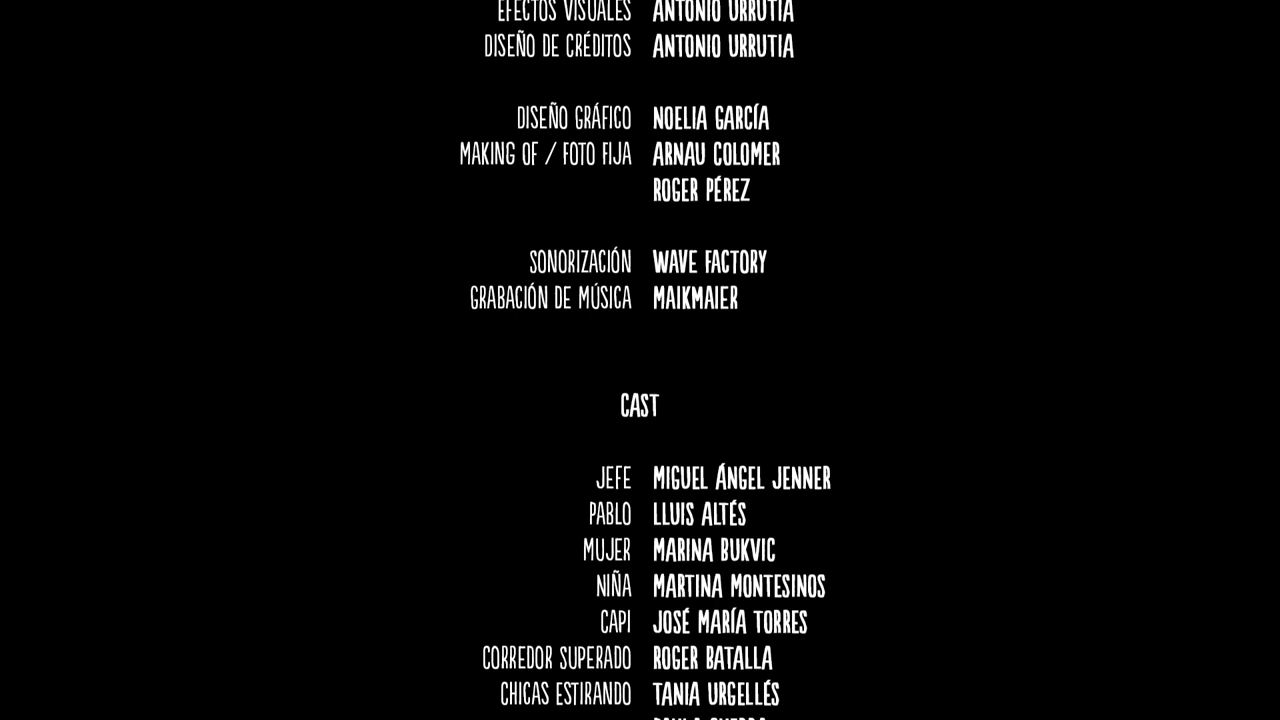 EFECTOS VISUALES ANTONIO URRUTIA
DISEÑO DE CRÉDITOS ANTONIO URRUTIA
DISEÑO GRÁFICO NOELIA GARCÍA
MAKING OF / FOTO FIJA ARNAU COLOMER
ROGER PÉREZ
SONORIZACIÓN WAVE FACTORY
GRABACIÓN DE MÚSICA MAIKMAIER
CAST
JEFE MIGUEL ÁNGEL JENNER
PABLO LLUIS ALTÉS
MUJER MARINA BUKVIC
NIÑA MARTINA MONTESINOS
CAPI JOSÉ MARÍA TORRES
CORREDOR SUPERADO ROGER BATALLA
CHICAS ESTIRANDO TANIA URGELLÉS